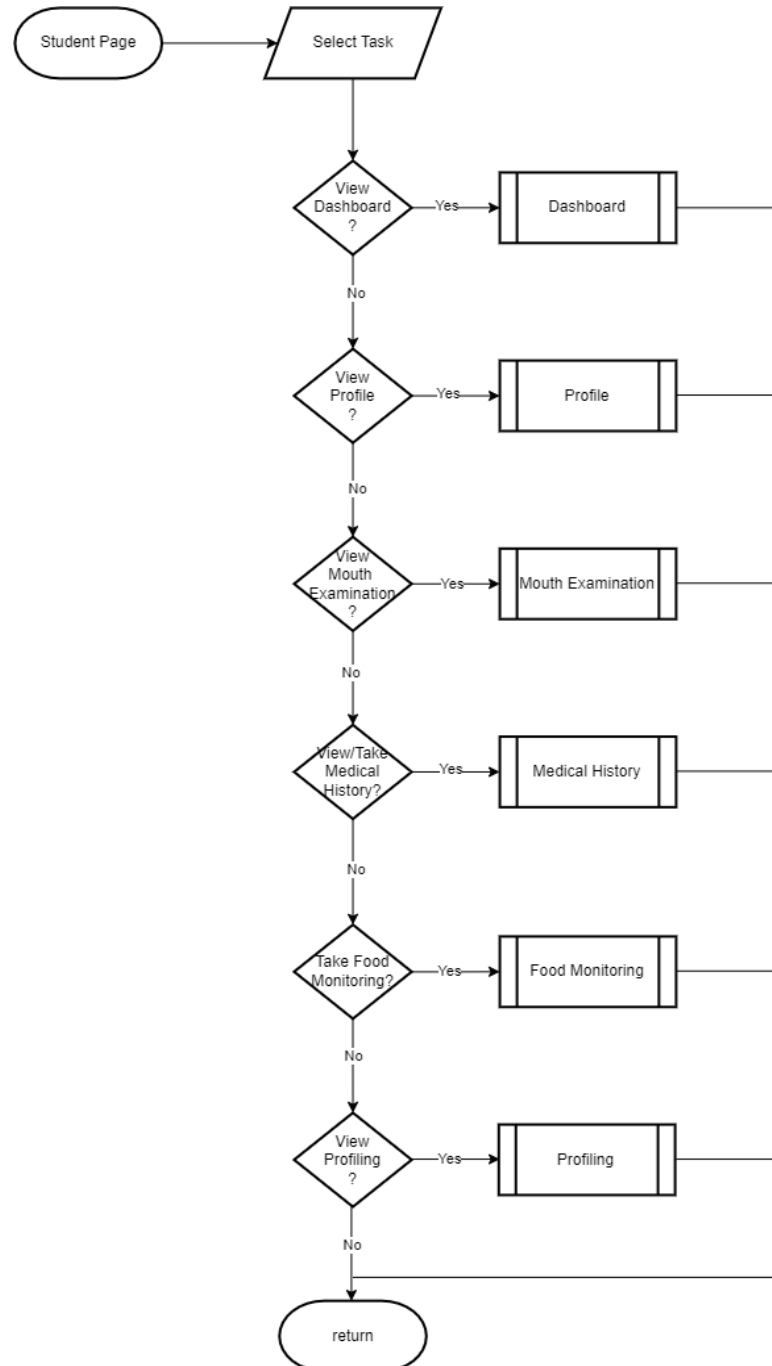 Student Page
Select Task
View
Dashboard
?
Yes
Dashboard
No
View
Profile
?
Yes
Profile
No
View
Mouth
Examination
?
Yes
Mouth Examination
No
View/Take
Medical
History?
Yes
Medical History
No
Take Food
Monitoring?
Yes
Food Monitoring
No
View
Profiling
?
Yes
Profiling
No
return